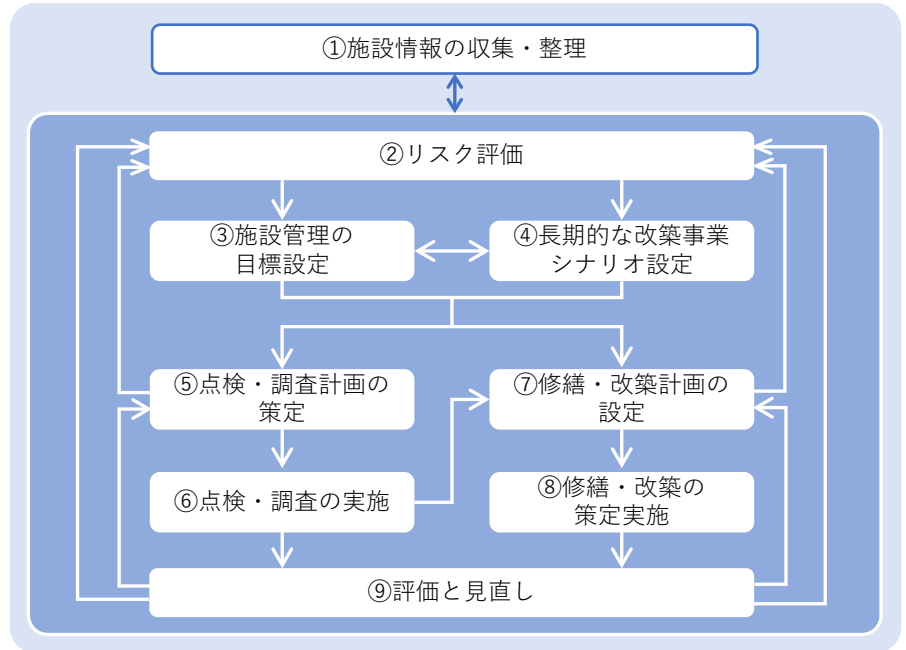 ①施設情報の収集・整理
②リスク評価
③施設管理の
目標設定
④長期的な改築事業
シナリオ設定
⑤点検・調査計画の
策定
⑦修繕・改築計画の
設定
⑥点検・調査の実施
⑧修繕・改築の
策定実施
⑨評価と見直し